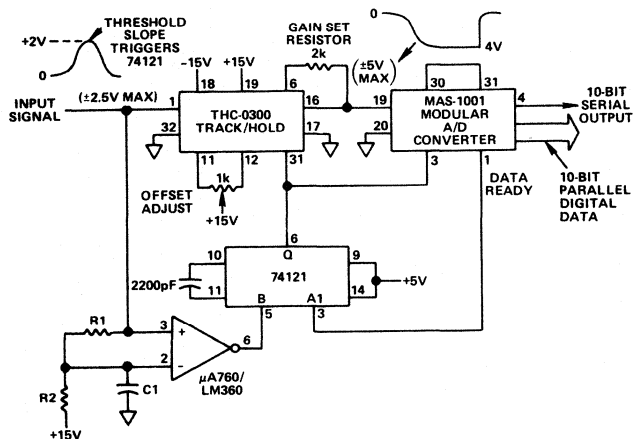 THRESHOLD
SLOPE
TRIGGERS
74121
+2V
0
-15V
+15V
GAIN SET
RESISTOR
2k
(±5V
MAX)
0
4V
18
19
6
30
31
INPUT
SIGNAL
(±2.5V MAX)
1
THC-0300
TRACK/HOLD
16
19
MAS-1001
MODULAR
A/D
CONVERTER
4
10-BIT
SERIAL
OUTPUT
32
17
20
11
12
31
3
1
OFFSET
ADJUST
1k
+15V
DATA
READY
10-BIT
PARALLEL
DIGITAL
DATA
6
Q
10
9
2200pF
74121
+5V
11
14
B
A1
5
3
R1
3
+
6
2
−
R2
C1
μA760/
LM360
+15V